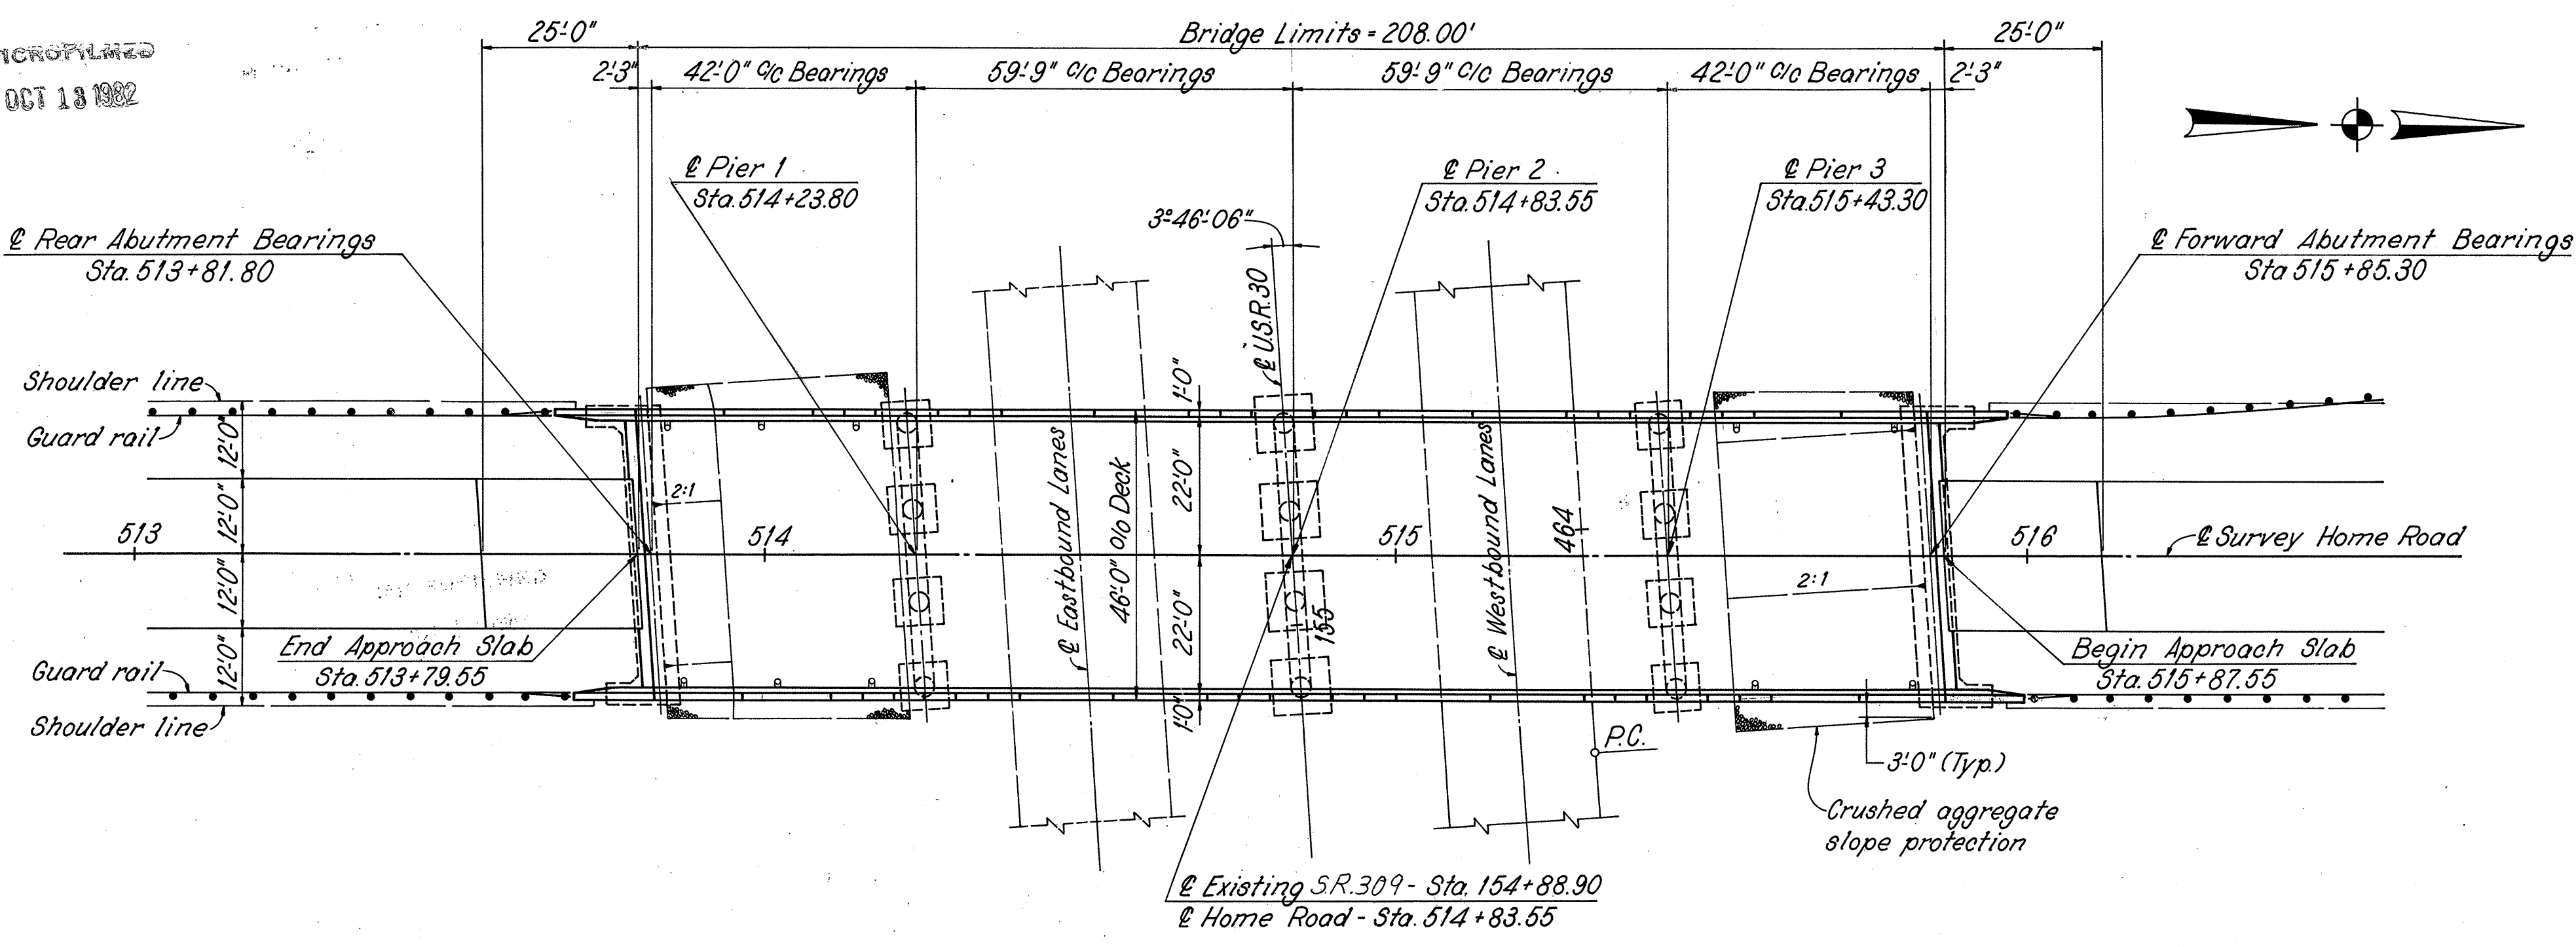 25'-0"
Bridge Limits = 208.00'
25'-0"
OCT 13 1982
2'-3"
42'-0" C/c Bearings
59'-9" C/c Bearings
59'-9" C/c Bearings
42'-0" C/c Bearings
2'-3"
℄ Pier 1
Sta. 514+23.80
℄ Pier 2
Sta. 514+83.55
℄ Pier 3
Sta. 515+43.30
3°-46'-06"
℄ Rear Abutment Bearings
Sta. 513+81.80
℄ Forward Abutment Bearings
Sta 515+85.30
℄ U.S.R. 30
Shoulder line
Guard rail
12'-0"
12'-0"
12'-0"
12'-0"
1'-0"
22'-0"
22'-0"
1'-0"
46'-0" o/o Deck
℄ Eastbound Lanes
℄ Westbound Lanes
2:1
2:1
513
514
515
464
516
155
℄ Survey Home Road
End Approach Slab
Sta. 513+79.55
Begin Approach Slab
Sta. 515+87.55
Guard rail
Shoulder line
P.C.
3'-0" (Typ.)
Crushed aggregate
slope protection
℄ Existing S.R. 309 - Sta. 154+88.90
℄ Home Road - Sta. 514+83.55